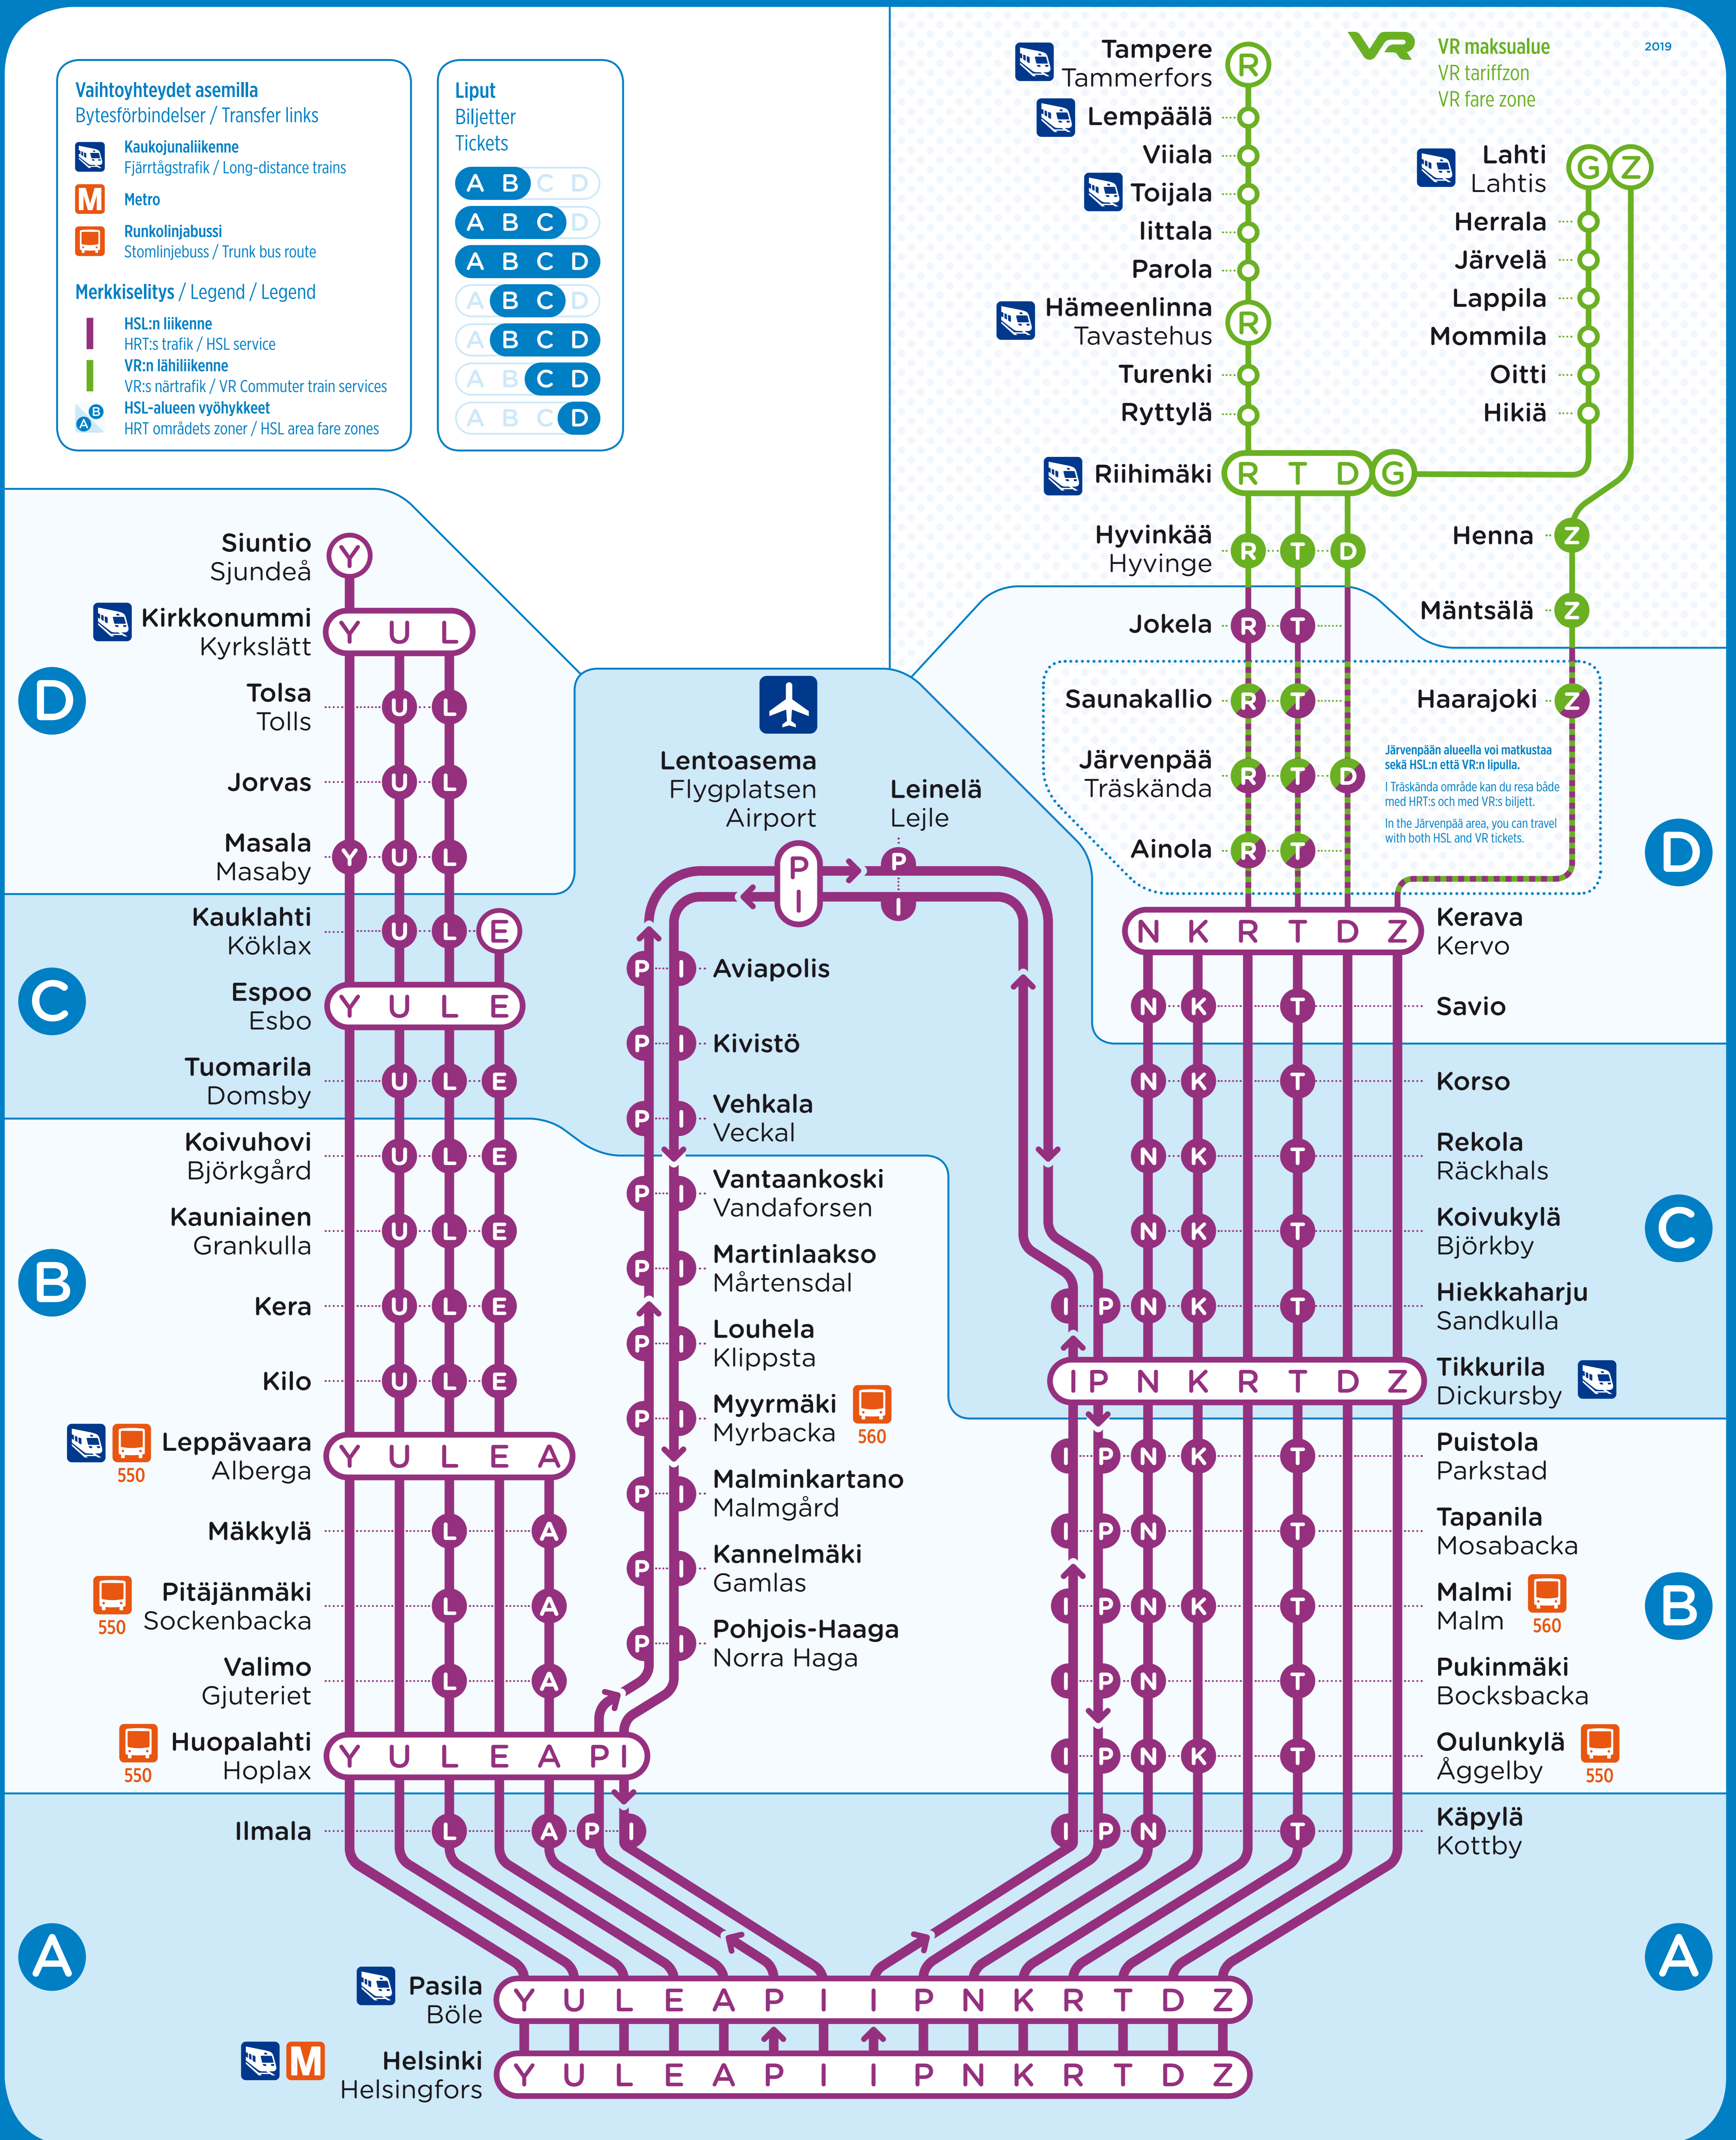 Vaihtoyhteydet asemilla
Bytesförbindelser / Transfer links
Kaukojunaliikenne
Fjärrtågstrafik / Long-distance trains
M
Metro
Runkolinjabussi
Stomlinjebuss / Trunk bus route
Merkkiselitys / Legend / Legend
HSL:n liikenne
HRT:s trafik / HSL service
VR:n lähiliikenne
VR:s närtrafik / VR Commuter train services
A B
HSL-alueen vyöhykkeet
HRT områdets zoner / HSL area fare zones
Liput
Biljetter
Tickets
A B C D
A B C D
A B C D
A B C D
A B C D
A B C D
A B C D
VR
VR maksualue
VR tariffzon
VR fare zone
2019
Tampere
Tammerfors
R
Lempäälä
Viiala
Toijala
Iittala
Parola
Hämeenlinna
Tavastehus
R
Turenki
Ryttylä
Riihimäki
R T D G
Hyvinkää
Hyvinge
R T D
Lahti
Lahtis
G Z
Herrala
Järvelä
Lappila
Mommila
Oitti
Hikiä
Henna
Z
Mäntsälä
Z
Jokela
R T
Saunakallio
R T
Haarajoki
Z
Järvenpää
Träskända
R T D
Ainola
R T
Järvenpään alueella voi matkustaa
sekä HSL:n että VR:n lipulla.
I Träskända område kan du resa både
med HRT:s och med VR:s biljett.
In the Järvenpää area, you can travel
with both HSL and VR tickets.
D
Siuntio
Sjundeå
Y
Kirkkonummi
Kyrkslätt
Y U L
D
Tolsa
Tolls
U L
Jorvas
U L
Masala
Masaby
Y U L
Kauklahti
Köklax
U L E
C
Espoo
Esbo
Y U L E
Tuomarila
Domsby
U L E
Koivuhovi
Björkgård
U L E
Kauniainen
Grankulla
U L E
B
Kera
U L E
Kilo
U L E
550
Leppävaara
Alberga
Y U L E A
Mäkkylä
L A
550
Pitäjänmäki
Sockenbacka
L A
Valimo
Gjuteriet
L A
550
Huopalahti
Hoplax
Y U L E A P I
Ilmala
L A P I
Lentoasema
Flygplatsen
Airport
P
I
Leinelä
Lejle
P
I
P I
Aviapolis
P I
Kivistö
P I
Vehkala
Veckal
P I
Vantaankoski
Vandaforsen
P I
Martinlaakso
Mårtensdal
P I
Louhela
Klippsta
P I
Myyrmäki
Myrbacka
560
P I
Malminkartano
Malmgård
P I
Kannelmäki
Gamlas
P I
Pohjois-Haaga
Norra Haga
N K R T D Z
Kerava
Kervo
N K T
Savio
N K T
Korso
N K T
Rekola
Räckhals
N K T
Koivukylä
Björkby
C
I P N K T
Hiekkaharju
Sandkulla
I P N K R T D Z
Tikkurila
Dickursby
I P N K T
Puistola
Parkstad
I P N T
Tapanila
Mosabacka
I P N K T
Malmi
Malm
560
B
I P N T
Pukinmäki
Bocksbacka
I P N K T
Oulunkylä
Åggelby
550
I P N T
Käpylä
Kottby
A
A
Pasila
Böle
Y U L E A P I I P N K R T D Z
M
Helsinki
Helsingfors
Y U L E A P I I P N K R T D Z